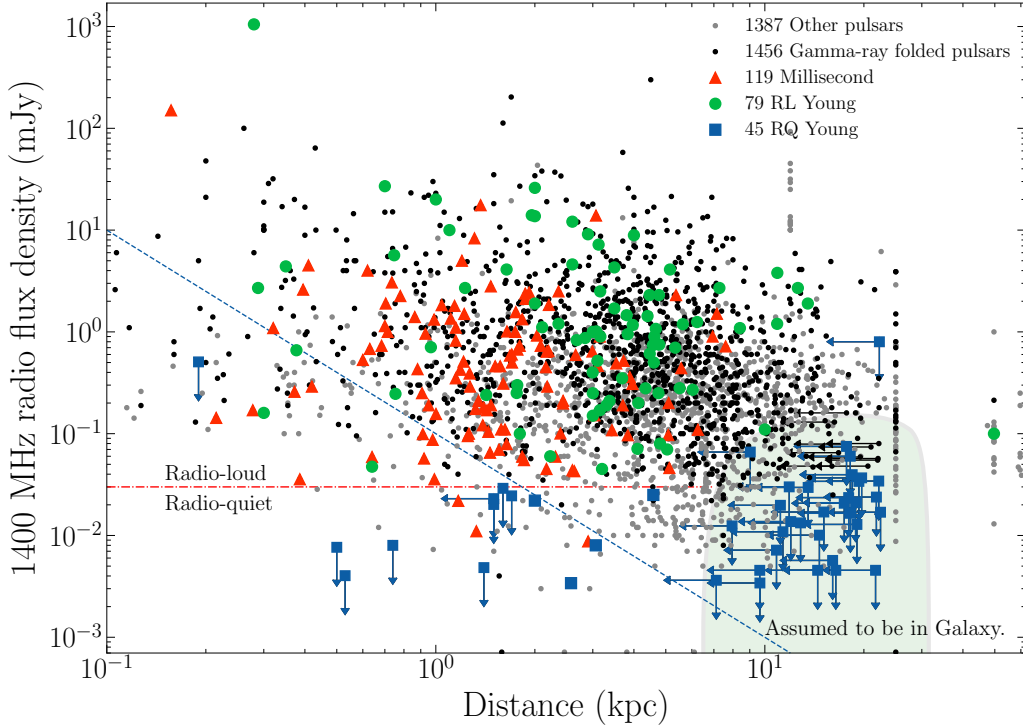 1400 MHz radio flux density (mJy)
10³
10²
10¹
10⁰
10⁻¹
10⁻²
10⁻³
1387 Other pulsars
1456 Gamma-ray folded pulsars
119 Millisecond
79 RL Young
45 RQ Young
Radio-loud
Radio-quiet
Assumed to be in Galaxy.
10⁻¹ 10⁰ 10¹
Distance (kpc)